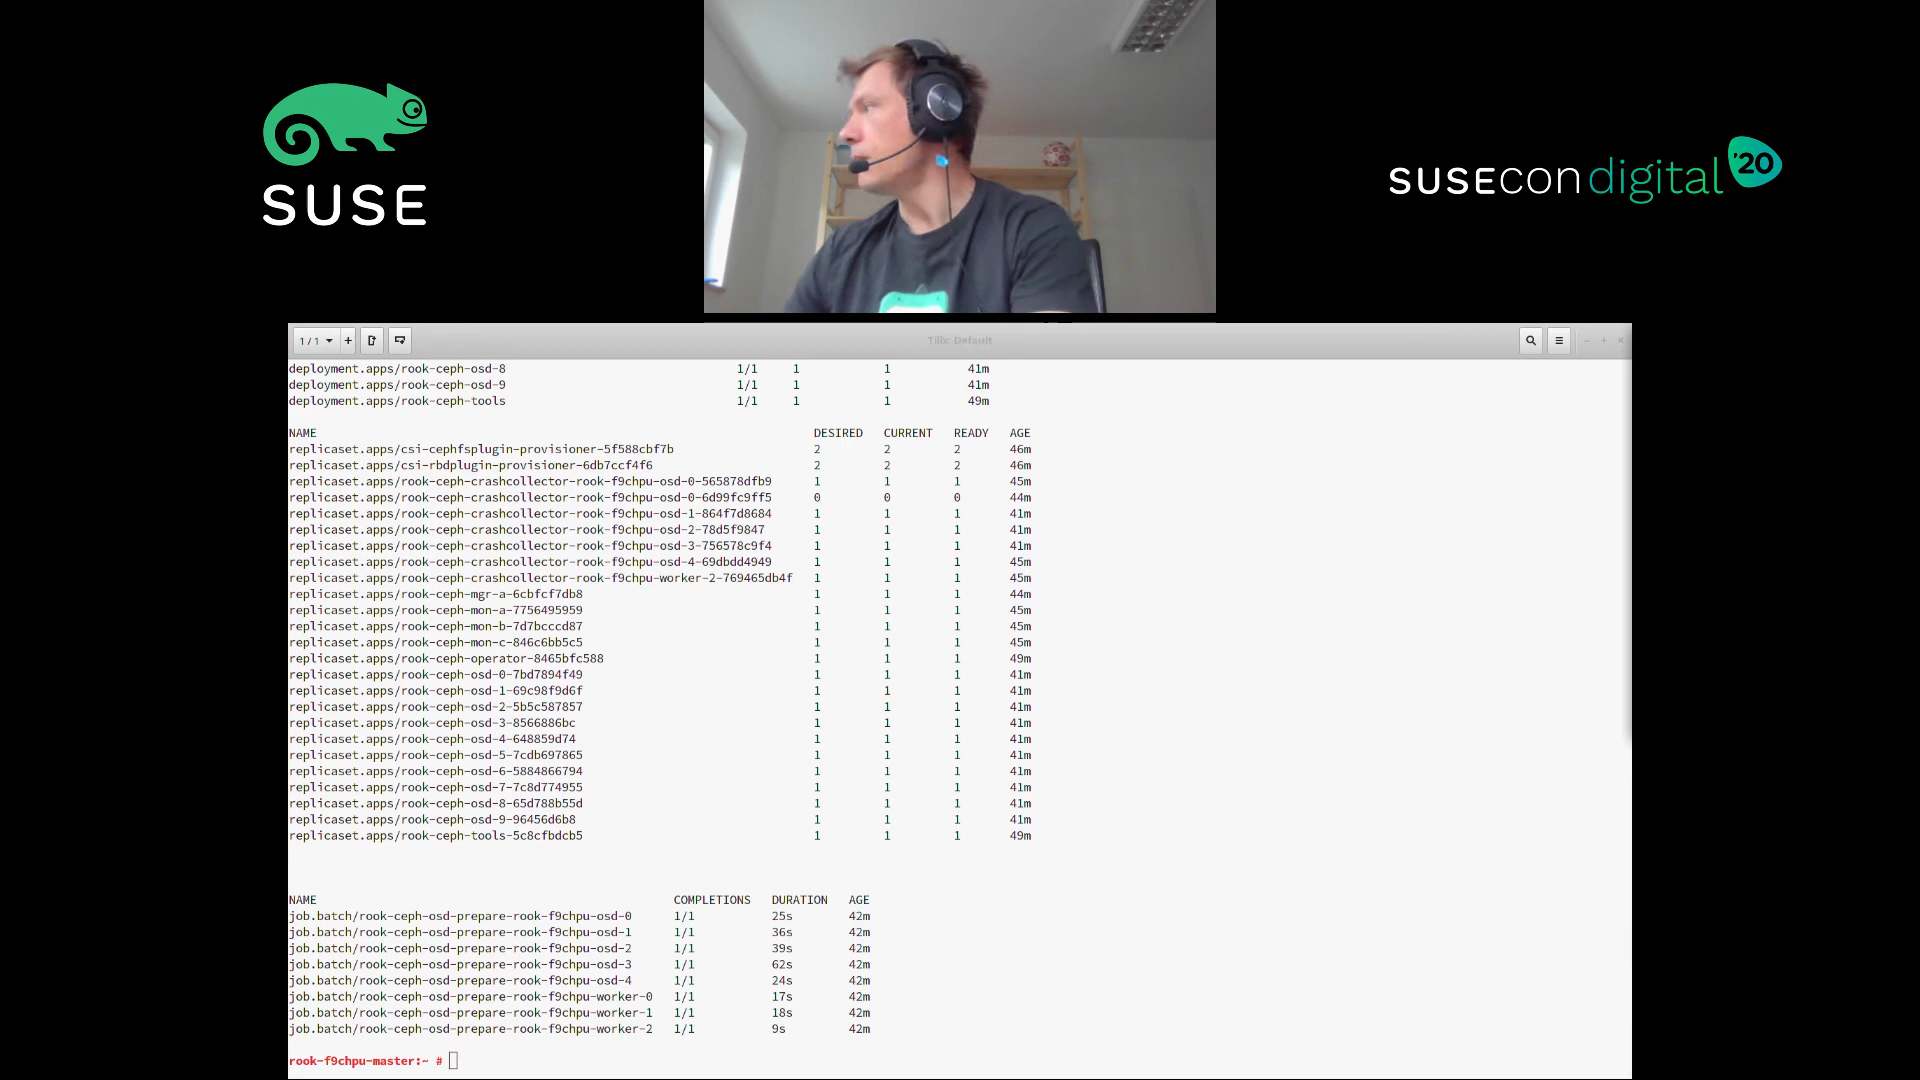 SUSE
SUSECON digital '20
1 / 1
Tilix: Default
deployment.apps/rook-ceph-osd-8 1/1 1 1 41m
deployment.apps/rook-ceph-osd-9 1/1 1 1 41m
deployment.apps/rook-ceph-tools 1/1 1 1 49m
NAME DESIRED CURRENT READY AGE
replicaset.apps/csi-cephfsplugin-provisioner-5f588cbf7b 2 2 2 46m
replicaset.apps/csi-rbdplugin-provisioner-6db7ccf4f6 2 2 2 46m
replicaset.apps/rook-ceph-crashcollector-rook-f9chpu-osd-0-565878dfb9 1 1 1 45m
replicaset.apps/rook-ceph-crashcollector-rook-f9chpu-osd-0-6d99fc9ff5 0 0 0 44m
replicaset.apps/rook-ceph-crashcollector-rook-f9chpu-osd-1-864f7d8684 1 1 1 41m
replicaset.apps/rook-ceph-crashcollector-rook-f9chpu-osd-2-78d5f9847 1 1 1 41m
replicaset.apps/rook-ceph-crashcollector-rook-f9chpu-osd-3-756578c9f4 1 1 1 41m
replicaset.apps/rook-ceph-crashcollector-rook-f9chpu-osd-4-69dbdd4949 1 1 1 45m
replicaset.apps/rook-ceph-crashcollector-rook-f9chpu-worker-2-769465db4f 1 1 1 45m
replicaset.apps/rook-ceph-mgr-a-6cbfcf7db8 1 1 1 44m
replicaset.apps/rook-ceph-mon-a-7756495959 1 1 1 45m
replicaset.apps/rook-ceph-mon-b-7d7bcccd87 1 1 1 45m
replicaset.apps/rook-ceph-mon-c-846c6bb5c5 1 1 1 45m
replicaset.apps/rook-ceph-operator-8465bfc588 1 1 1 49m
replicaset.apps/rook-ceph-osd-0-7bd7894f49 1 1 1 41m
replicaset.apps/rook-ceph-osd-1-69c98f9d6f 1 1 1 41m
replicaset.apps/rook-ceph-osd-2-5b5c587857 1 1 1 41m
replicaset.apps/rook-ceph-osd-3-8566886bc 1 1 1 41m
replicaset.apps/rook-ceph-osd-4-648859d74 1 1 1 41m
replicaset.apps/rook-ceph-osd-5-7cdb697865 1 1 1 41m
replicaset.apps/rook-ceph-osd-6-5884866794 1 1 1 41m
replicaset.apps/rook-ceph-osd-7-7c8d774955 1 1 1 41m
replicaset.apps/rook-ceph-osd-8-65d788b55d 1 1 1 41m
replicaset.apps/rook-ceph-osd-9-96456d6b8 1 1 1 41m
replicaset.apps/rook-ceph-tools-5c8cfbdcb5 1 1 1 49m
NAME COMPLETIONS DURATION AGE
job.batch/rook-ceph-osd-prepare-rook-f9chpu-osd-0 1/1 25s 42m
job.batch/rook-ceph-osd-prepare-rook-f9chpu-osd-1 1/1 36s 42m
job.batch/rook-ceph-osd-prepare-rook-f9chpu-osd-2 1/1 39s 42m
job.batch/rook-ceph-osd-prepare-rook-f9chpu-osd-3 1/1 62s 42m
job.batch/rook-ceph-osd-prepare-rook-f9chpu-osd-4 1/1 24s 42m
job.batch/rook-ceph-osd-prepare-rook-f9chpu-worker-0 1/1 17s 42m
job.batch/rook-ceph-osd-prepare-rook-f9chpu-worker-1 1/1 18s 42m
job.batch/rook-ceph-osd-prepare-rook-f9chpu-worker-2 1/1 9s 42m
rook-f9chpu-master:~ #